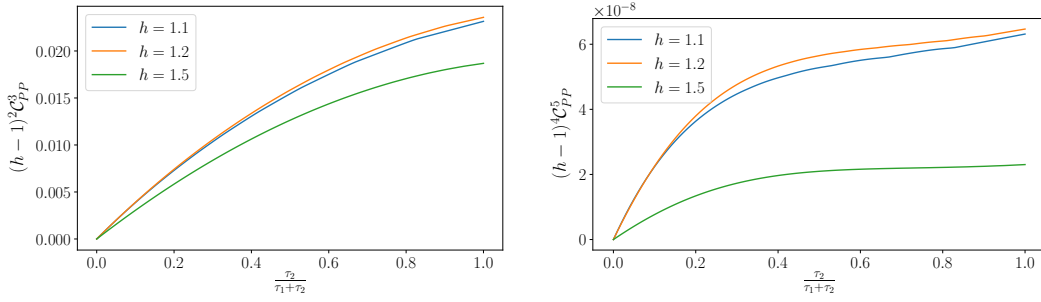 h = 1.1
h = 1.2
h = 1.5
(h − 1)²𝒞³_PP
0.020
0.015
0.010
0.005
0.000
0.0 0.2 0.4 0.6 0.8 1.0
τ₂/(τ₁+τ₂)
×10⁻⁸
h = 1.1
h = 1.2
h = 1.5
(h − 1)⁴𝒞⁵_PP
6
4
2
0
0.0 0.2 0.4 0.6 0.8 1.0
τ₂/(τ₁+τ₂)